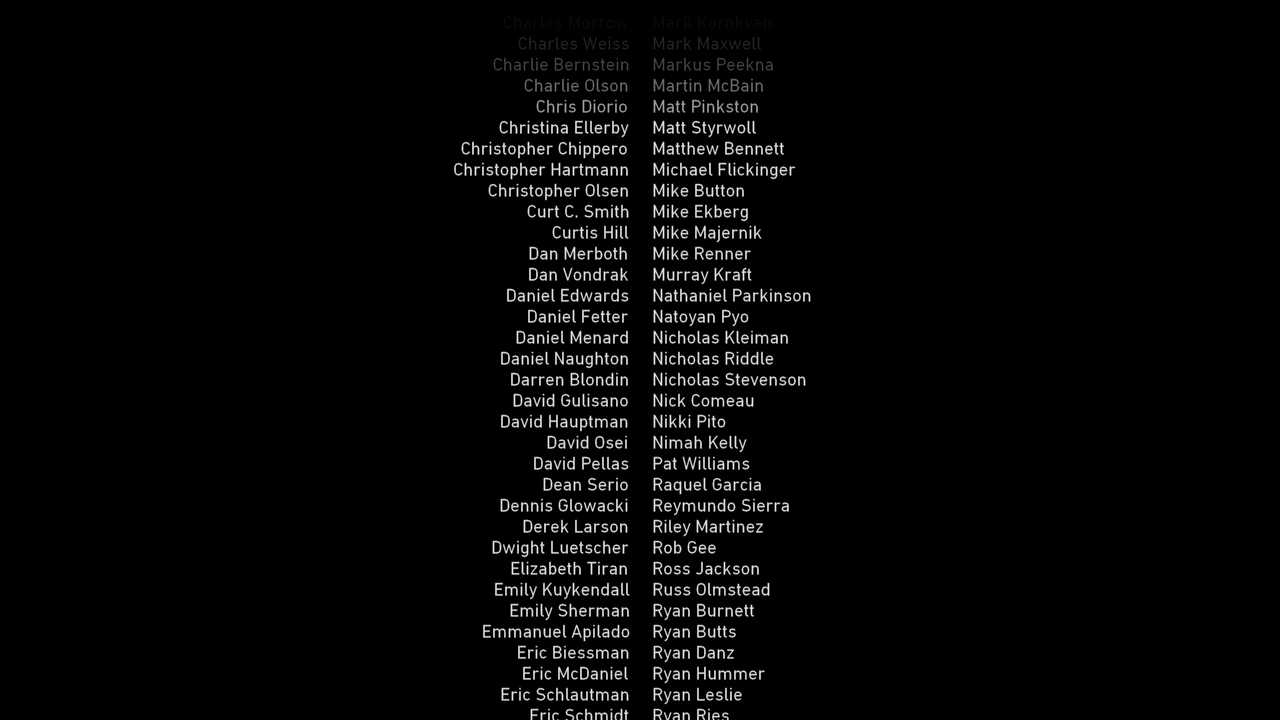 Charles Morrow Mark Kornkven
Charles Weiss Mark Maxwell
Charlie Bernstein Markus Peekna
Charlie Olson Martin McBain
Chris Diorio Matt Pinkston
Christina Ellerby Matt Styrwoll
Christopher Chippero Matthew Bennett
Christopher Hartmann Michael Flickinger
Christopher Olsen Mike Button
Curt C. Smith Mike Ekberg
Curtis Hill Mike Majernik
Dan Merboth Mike Renner
Dan Vondrak Murray Kraft
Daniel Edwards Nathaniel Parkinson
Daniel Fetter Natoyan Pyo
Daniel Menard Nicholas Kleiman
Daniel Naughton Nicholas Riddle
Darren Blondin Nicholas Stevenson
David Gulisano Nick Comeau
David Hauptman Nikki Pito
David Osei Nimah Kelly
David Pellas Pat Williams
Dean Serio Raquel Garcia
Dennis Glowacki Reymundo Sierra
Derek Larson Riley Martinez
Dwight Luetscher Rob Gee
Elizabeth Tiran Ross Jackson
Emily Kuykendall Russ Olmstead
Emily Sherman Ryan Burnett
Emmanuel Apilado Ryan Butts
Eric Biessman Ryan Danz
Eric McDaniel Ryan Hummer
Eric Schlautman Ryan Leslie
Eric Schmidt Ryan Ries